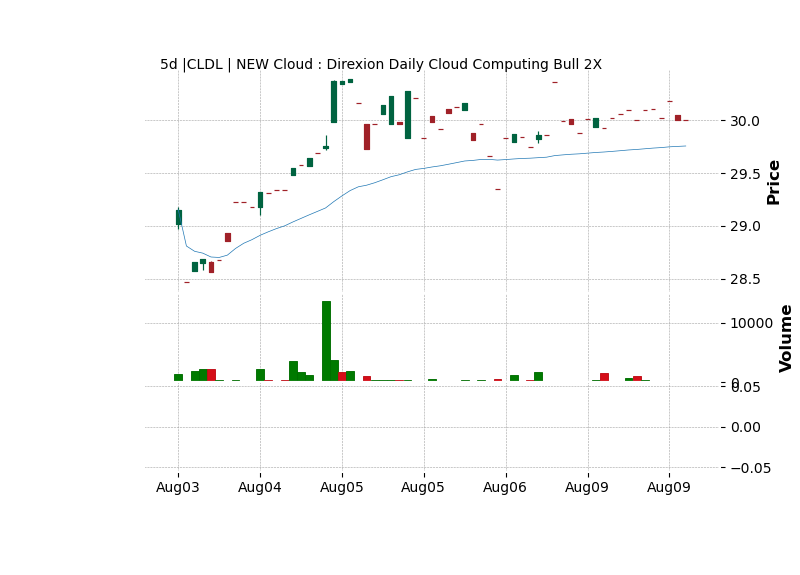 5d |CLDL | NEW Cloud : Direxion Daily Cloud Computing Bull 2X
30.0
29.5
29.0
28.5
Price
10000
0
Volume
0.05
0.00
−0.05
Aug03 Aug04 Aug05 Aug05 Aug06 Aug09 Aug09